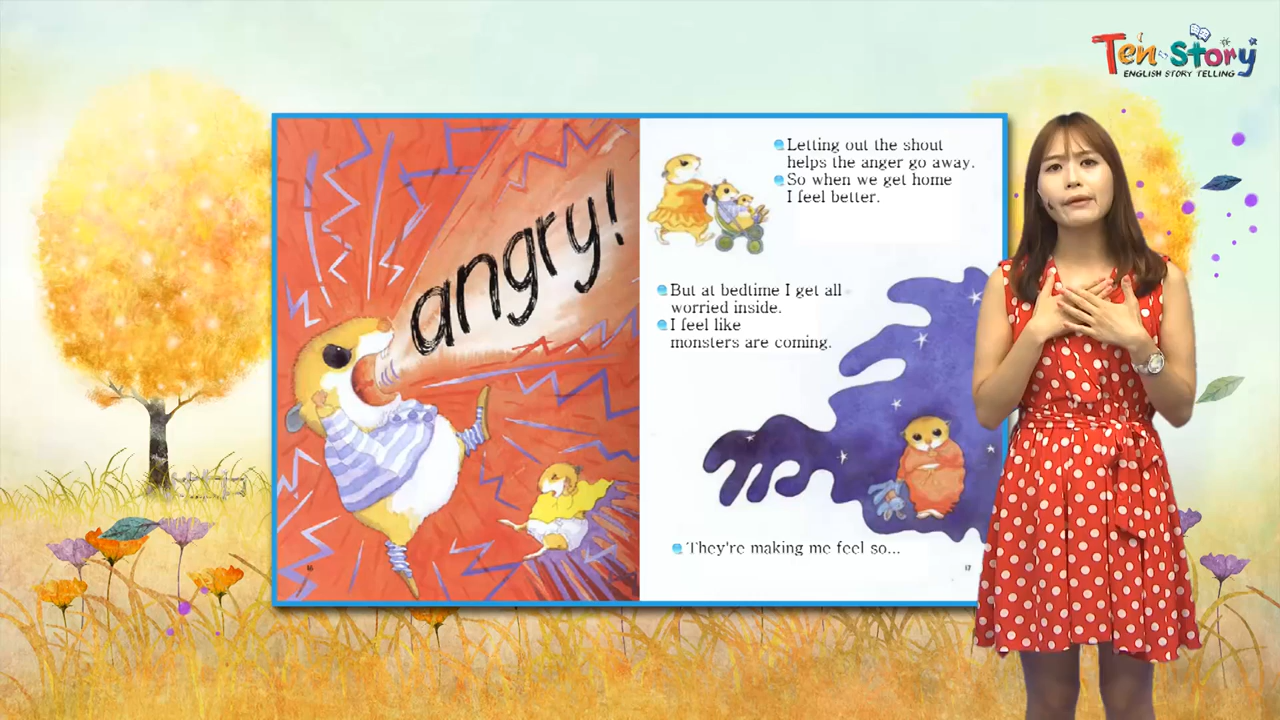 Ten Story
ENGLISH STORY TELLING
angry!
Letting out the shout
helps the anger go away.
So when we get home
I feel better.
But at bedtime I get all
worried inside.
I feel like
monsters are coming.
They're making me feel so...
16
17